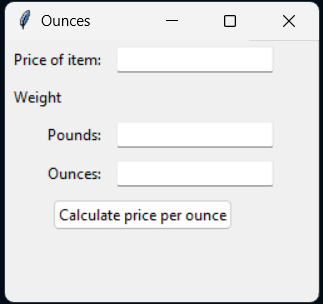 Ounces
Price of item:
Weight
Pounds:
Ounces:
Calculate price per ounce